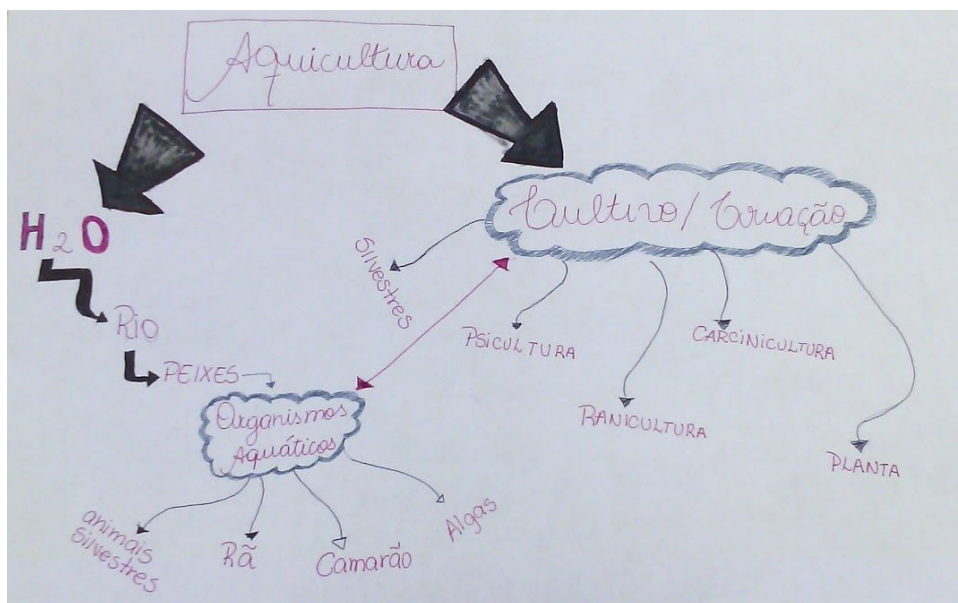 Aquicultura
H2O
Cultivo/Criação
Silvestres
Rio
PSICULTURA
CARCINICULTURA
PEIXES
RANICULTURA
Organismos
Aquáticos
PLANTA
animais
Silvestres
Rã
Camarão
Algas